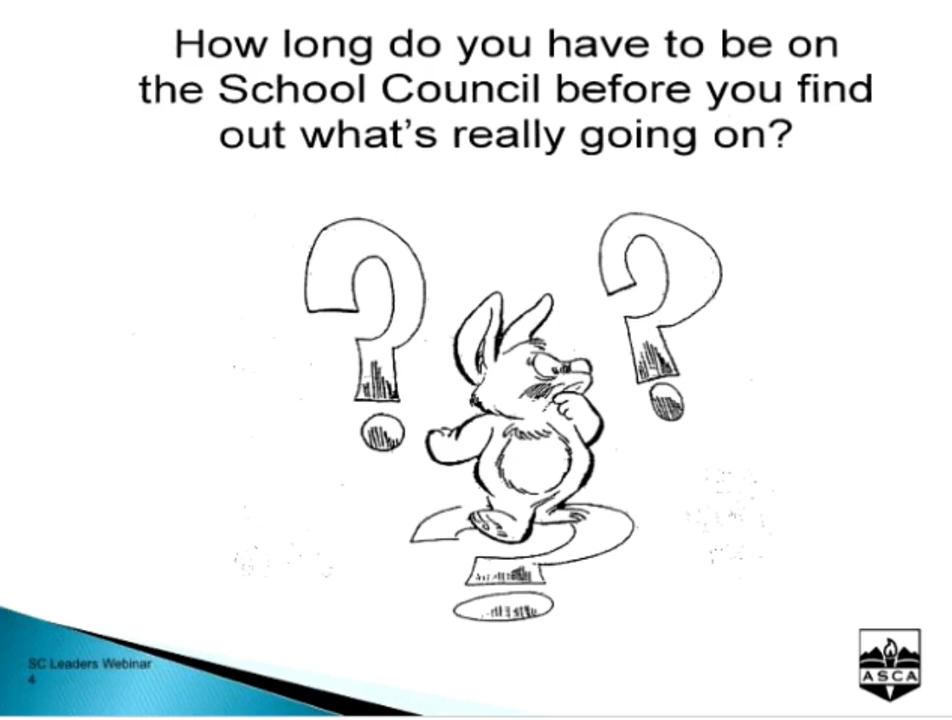 How long do you have to be on
the School Council before you find
out what's really going on?
SC Leaders Webinar
4
ASCA